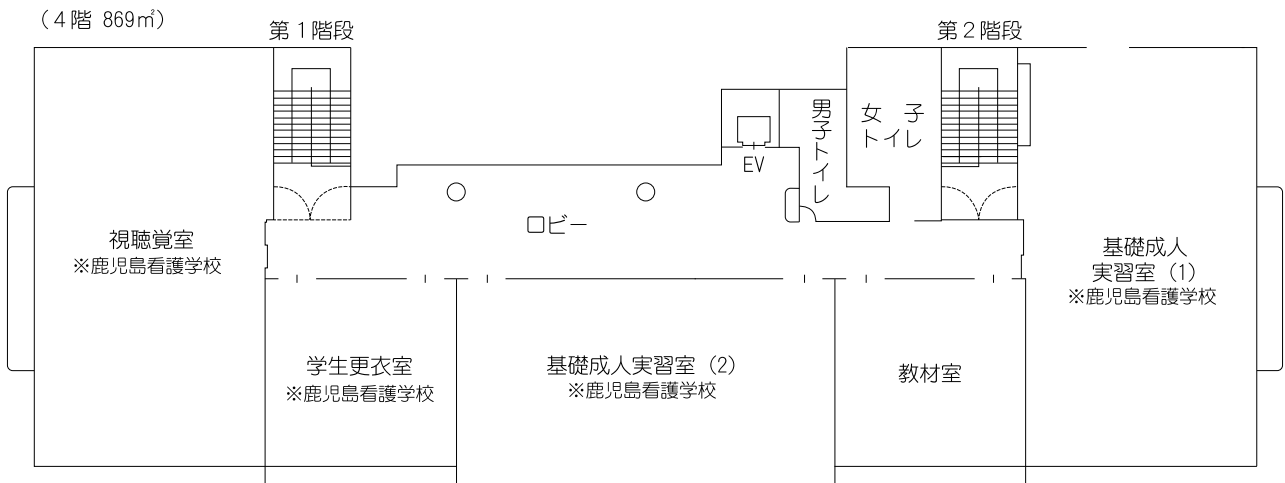 （４階 869㎡）
第１階段
第２階段
男子トイレ
女子
トイレ
EV
ロビー
視聴覚室
※鹿児島看護学校
基礎成人
実習室（1）
※鹿児島看護学校
学生更衣室
※鹿児島看護学校
基礎成人実習室（2）
※鹿児島看護学校
教材室